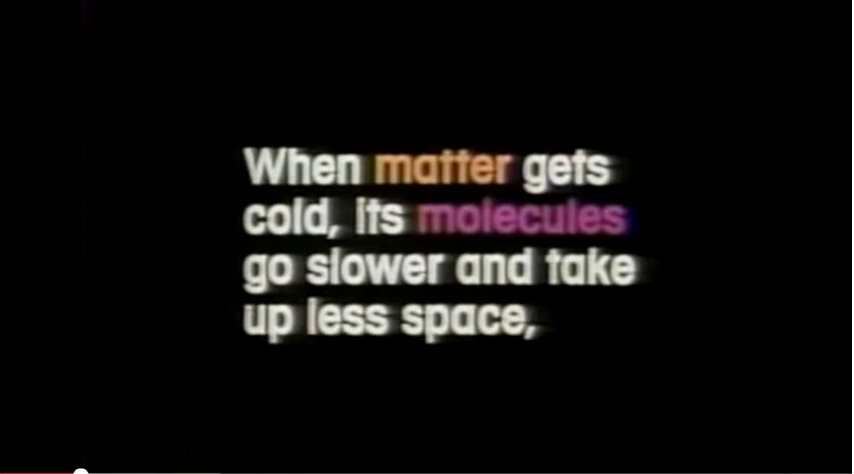 When matter gets
cold, its molecules
go slower and take
up less space,